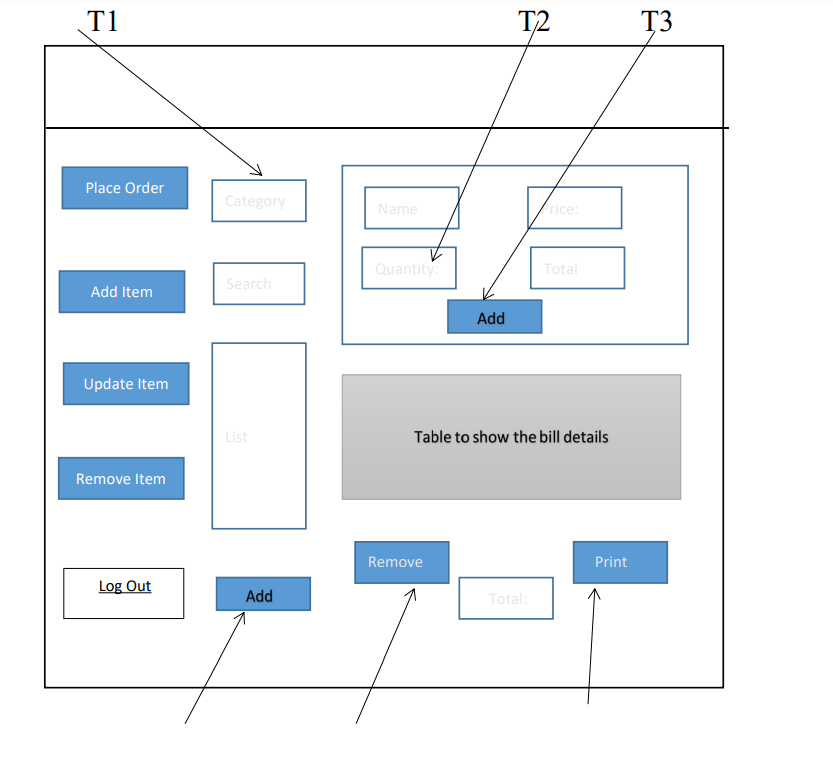 T1
T2
T3
Place Order
Category
Name
Price:
Add Item
Search
Quantity:
Total
Add
Update Item
List
Table to show the bill details
Remove Item
Remove
Print
Log Out
Add
Total: